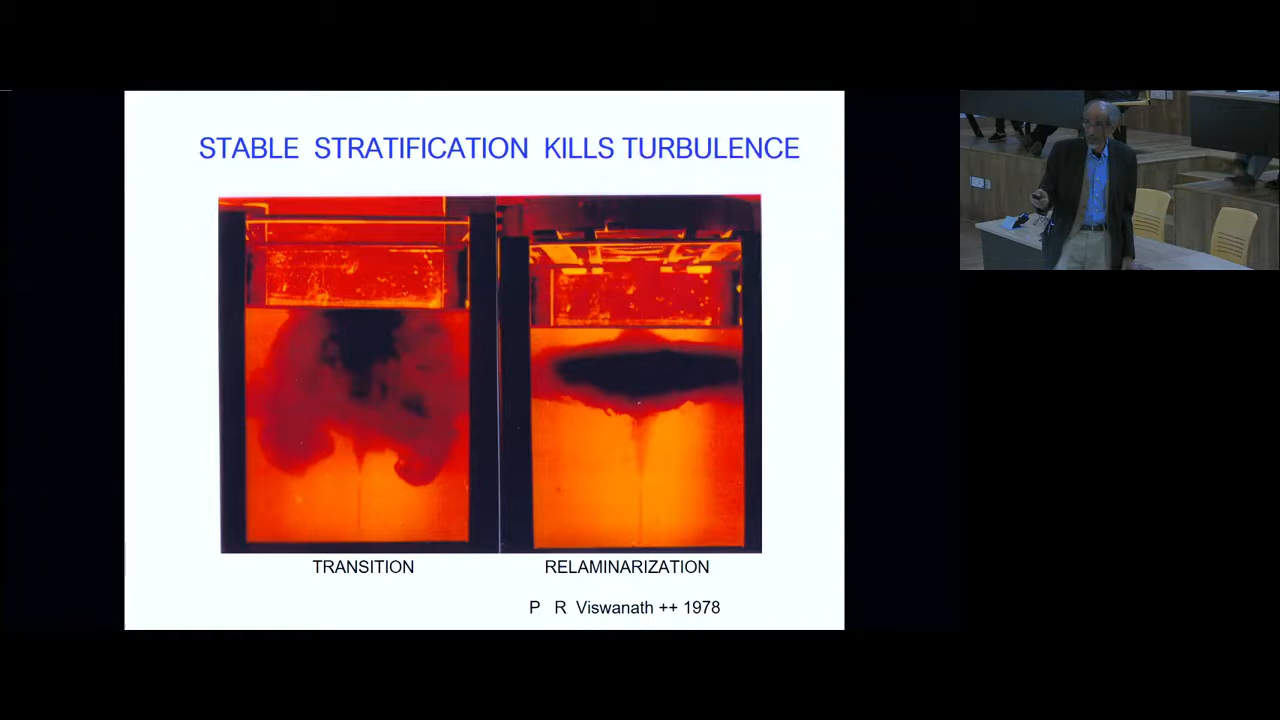 STABLE STRATIFICATION KILLS TURBULENCE
TRANSITION
RELAMINARIZATION
P R Viswanath ++ 1978